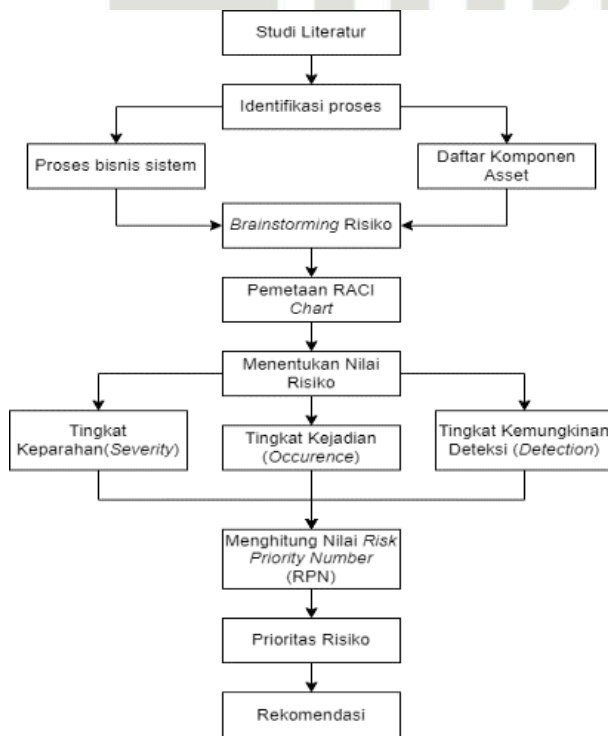 Studi Literatur
Identifikasi proses
Proses bisnis sistem
Daftar Komponen
Asset
Brainstorming Risiko
Pemetaan RACI
Chart
Menentukan Nilai
Risiko
Tingkat
Keparahan(Severity)
Tingkat Kejadian
(Occurence)
Tingkat Kemungkinan
Deteksi (Detection)
Menghitung Nilai Risk
Priority Number
(RPN)
Prioritas Risiko
Rekomendasi